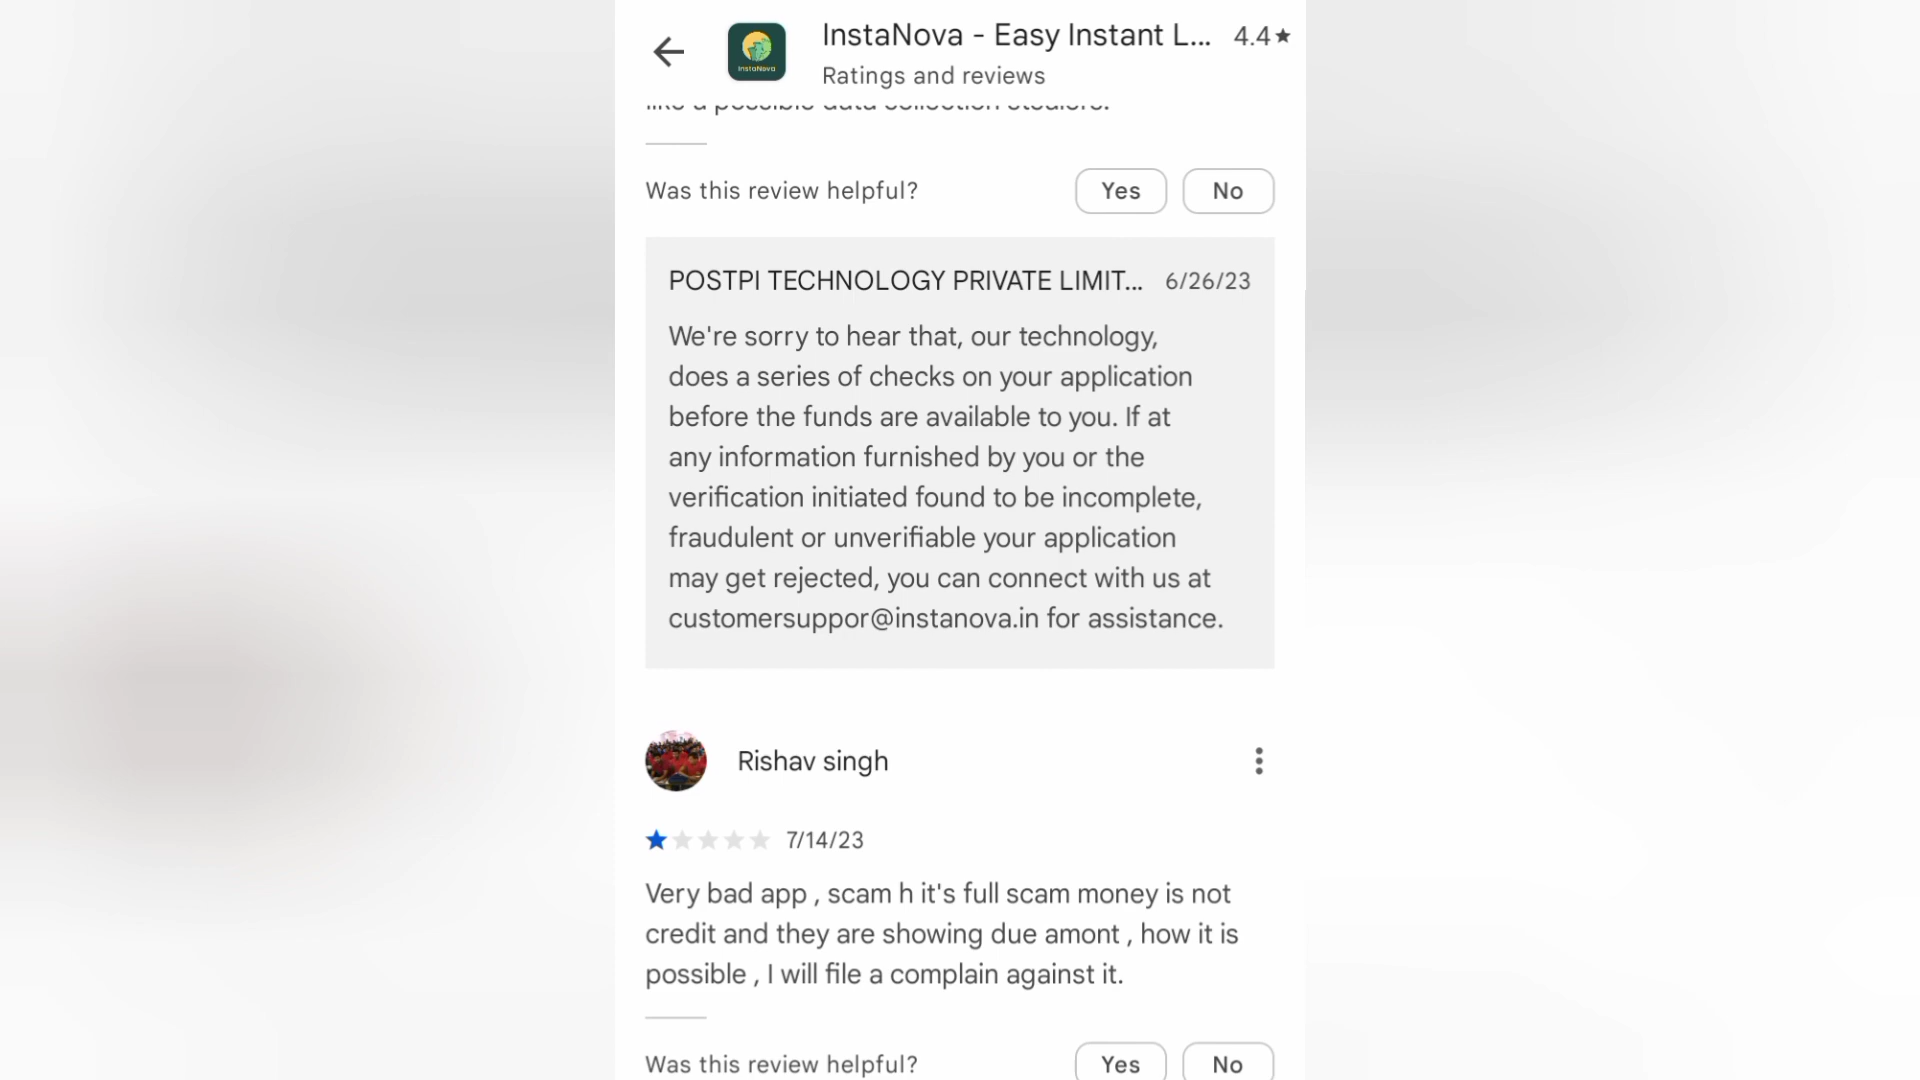 InstaNova - Easy Instant L... 4.4★
InstaNova
Ratings and reviews
like a possible data collection stealers.
Was this review helpful? Yes No
POSTPI TECHNOLOGY PRIVATE LIMIT... 6/26/23
We're sorry to hear that, our technology,
does a series of checks on your application
before the funds are available to you. If at
any information furnished by you or the
verification initiated found to be incomplete,
fraudulent or unverifiable your application
may get rejected, you can connect with us at
customersuppor@instanova.in for assistance.
Rishav singh
7/14/23
Very bad app , scam h it's full scam money is not
credit and they are showing due amont , how it is
possible , I will file a complain against it.
Was this review helpful? Yes No